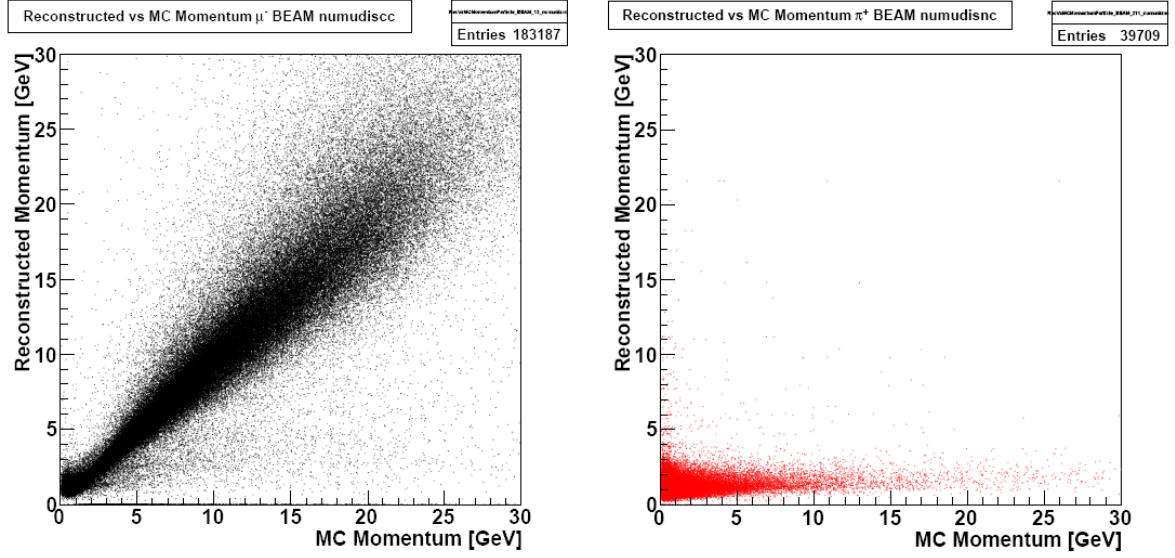 Reconstructed vs MC Momentum μ⁻ BEAM numudiscc
Entries 183187
Reconstructed Momentum [GeV]
30
25
20
15
10
5
0
0 5 10 15 20 25 30
MC Momentum [GeV]
Reconstructed vs MC Momentum π⁺ BEAM numudisnc
Entries 39709
Reconstructed Momentum [GeV]
30
25
20
15
10
5
0
0 5 10 15 20 25 30
MC Momentum [GeV]